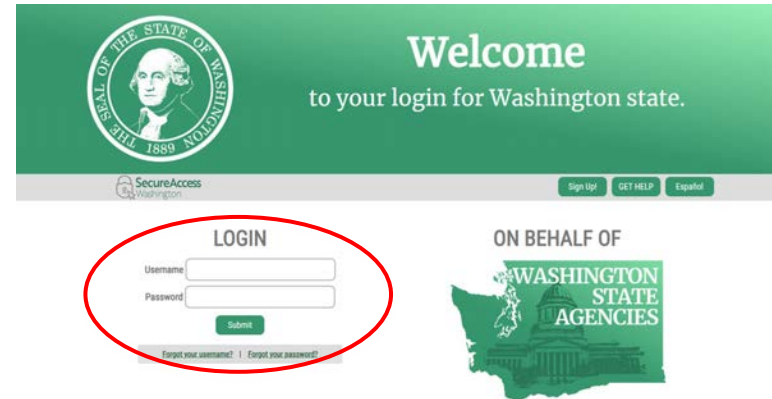 THE SEAL OF THE STATE OF WASHINGTON
1889
Welcome
to your login for Washington state.
SecureAccess
Washington
Sign Up!
GET HELP
Español
LOGIN
Username
Password
Submit
Forgot your username? | Forgot your password?
ON BEHALF OF
WASHINGTON
STATE
AGENCIES